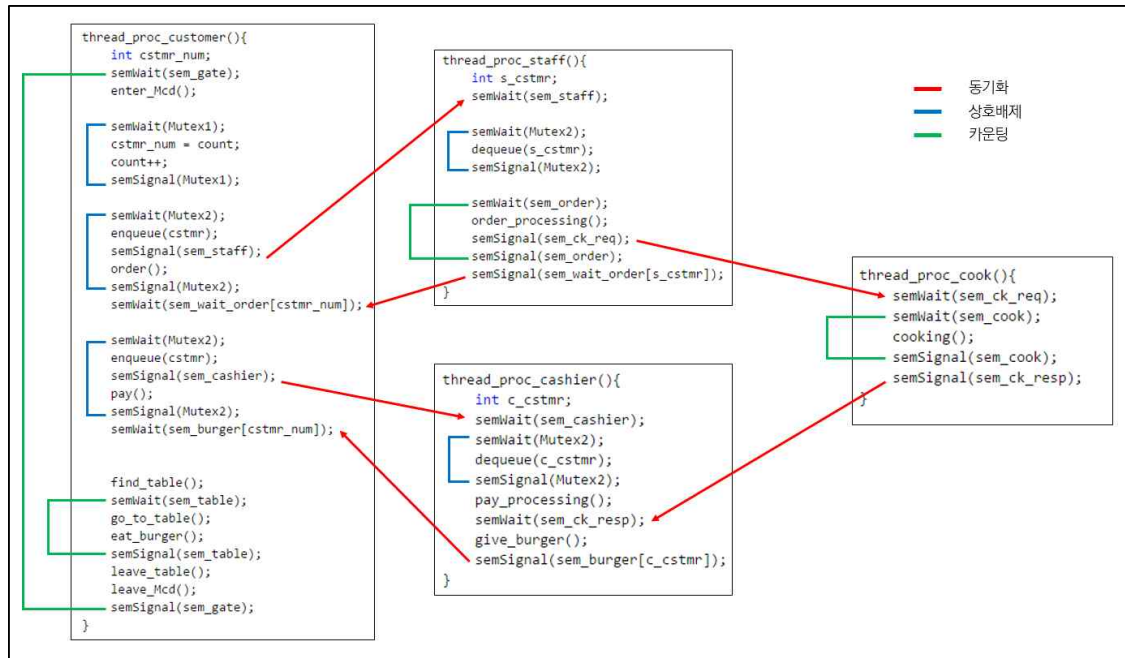 thread_proc_customer(){
int cstmr_num;
semWait(sem_gate);
enter_Mcd();
semWait(Mutex1);
cstmr_num = count;
count++;
semSignal(Mutex1);
semWait(Mutex2);
enqueue(cstmr);
semSignal(sem_staff);
order();
semSignal(Mutex2);
semWait(sem_wait_order[cstmr_num]);
semWait(Mutex2);
enqueue(cstmr);
semSignal(sem_cashier);
pay();
semSignal(Mutex2);
semWait(sem_burger[cstmr_num]);
find_table();
semWait(sem_table);
go_to_table();
eat_burger();
semSignal(sem_table);
leave_table();
leave_Mcd();
semSignal(sem_gate);
}
thread_proc_staff(){
int s_cstmr;
semWait(sem_staff);
semWait(Mutex2);
dequeue(s_cstmr);
semSignal(Mutex2);
semWait(sem_order);
order_processing();
semSignal(sem_ck_req);
semSignal(sem_order);
semSignal(sem_wait_order[s_cstmr]);
}
thread_proc_cashier(){
int c_cstmr;
semWait(sem_cashier);
semWait(Mutex2);
dequeue(c_cstmr);
semSignal(Mutex2);
pay_processing();
semWait(sem_ck_resp);
give_burger();
semSignal(sem_burger[c_cstmr]);
}
동기화
상호배제
카운팅
thread_proc_cook(){
semWait(sem_ck_req);
semWait(sem_cook);
cooking();
semSignal(sem_cook);
semSignal(sem_ck_resp);
}